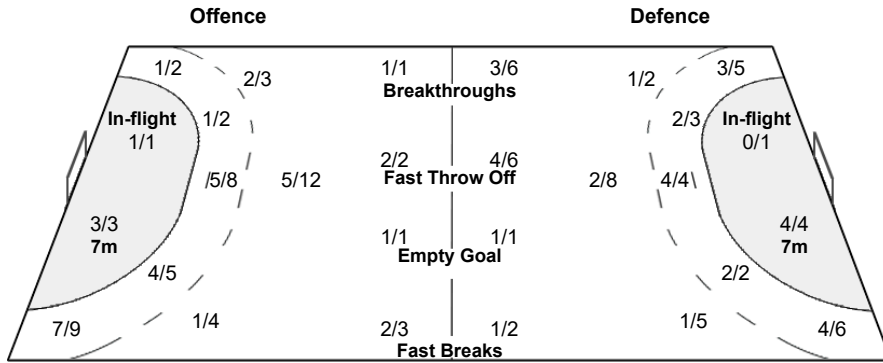 Offence Defence
1/2 2/3 1/1 3/6 1/2 3/5
Breakthroughs
In-flight 1/2 2/3 In-flight
1/1 0/1
2/2 4/6
5/8 5/12 Fast Throw Off 2/8 4/4
3/3 4/4
7m 1/1 1/1 7m
Empty Goal
4/5 2/2
7/9 1/4 2/3 1/2 1/5 4/6
Fast Breaks